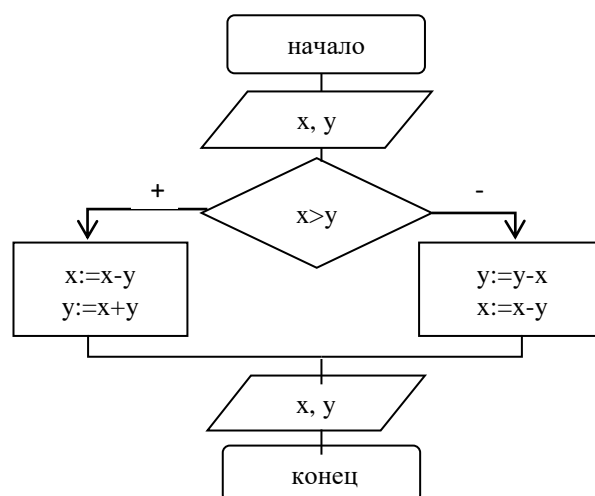 начало
x, y
+
-
x>y
x:=x-y
y:=x+y
y:=y-x
x:=x-y
x, y
конец